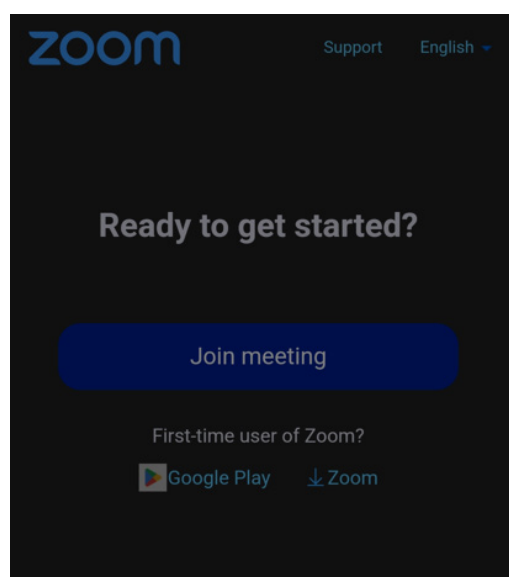 zoom Support English
Ready to get started?
Join meeting
First-time user of Zoom?
Google Play Zoom